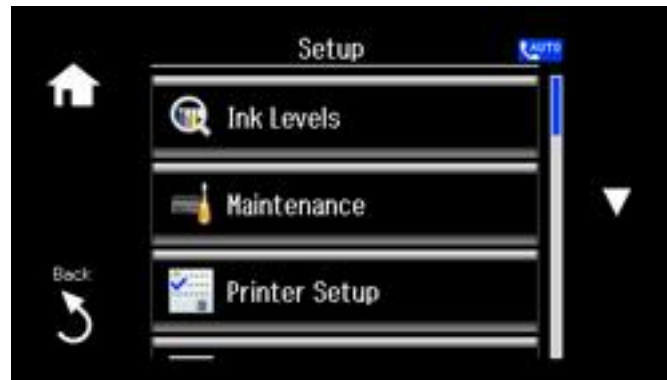 Setup
AUTO
Ink Levels
Maintenance
Printer Setup
Back